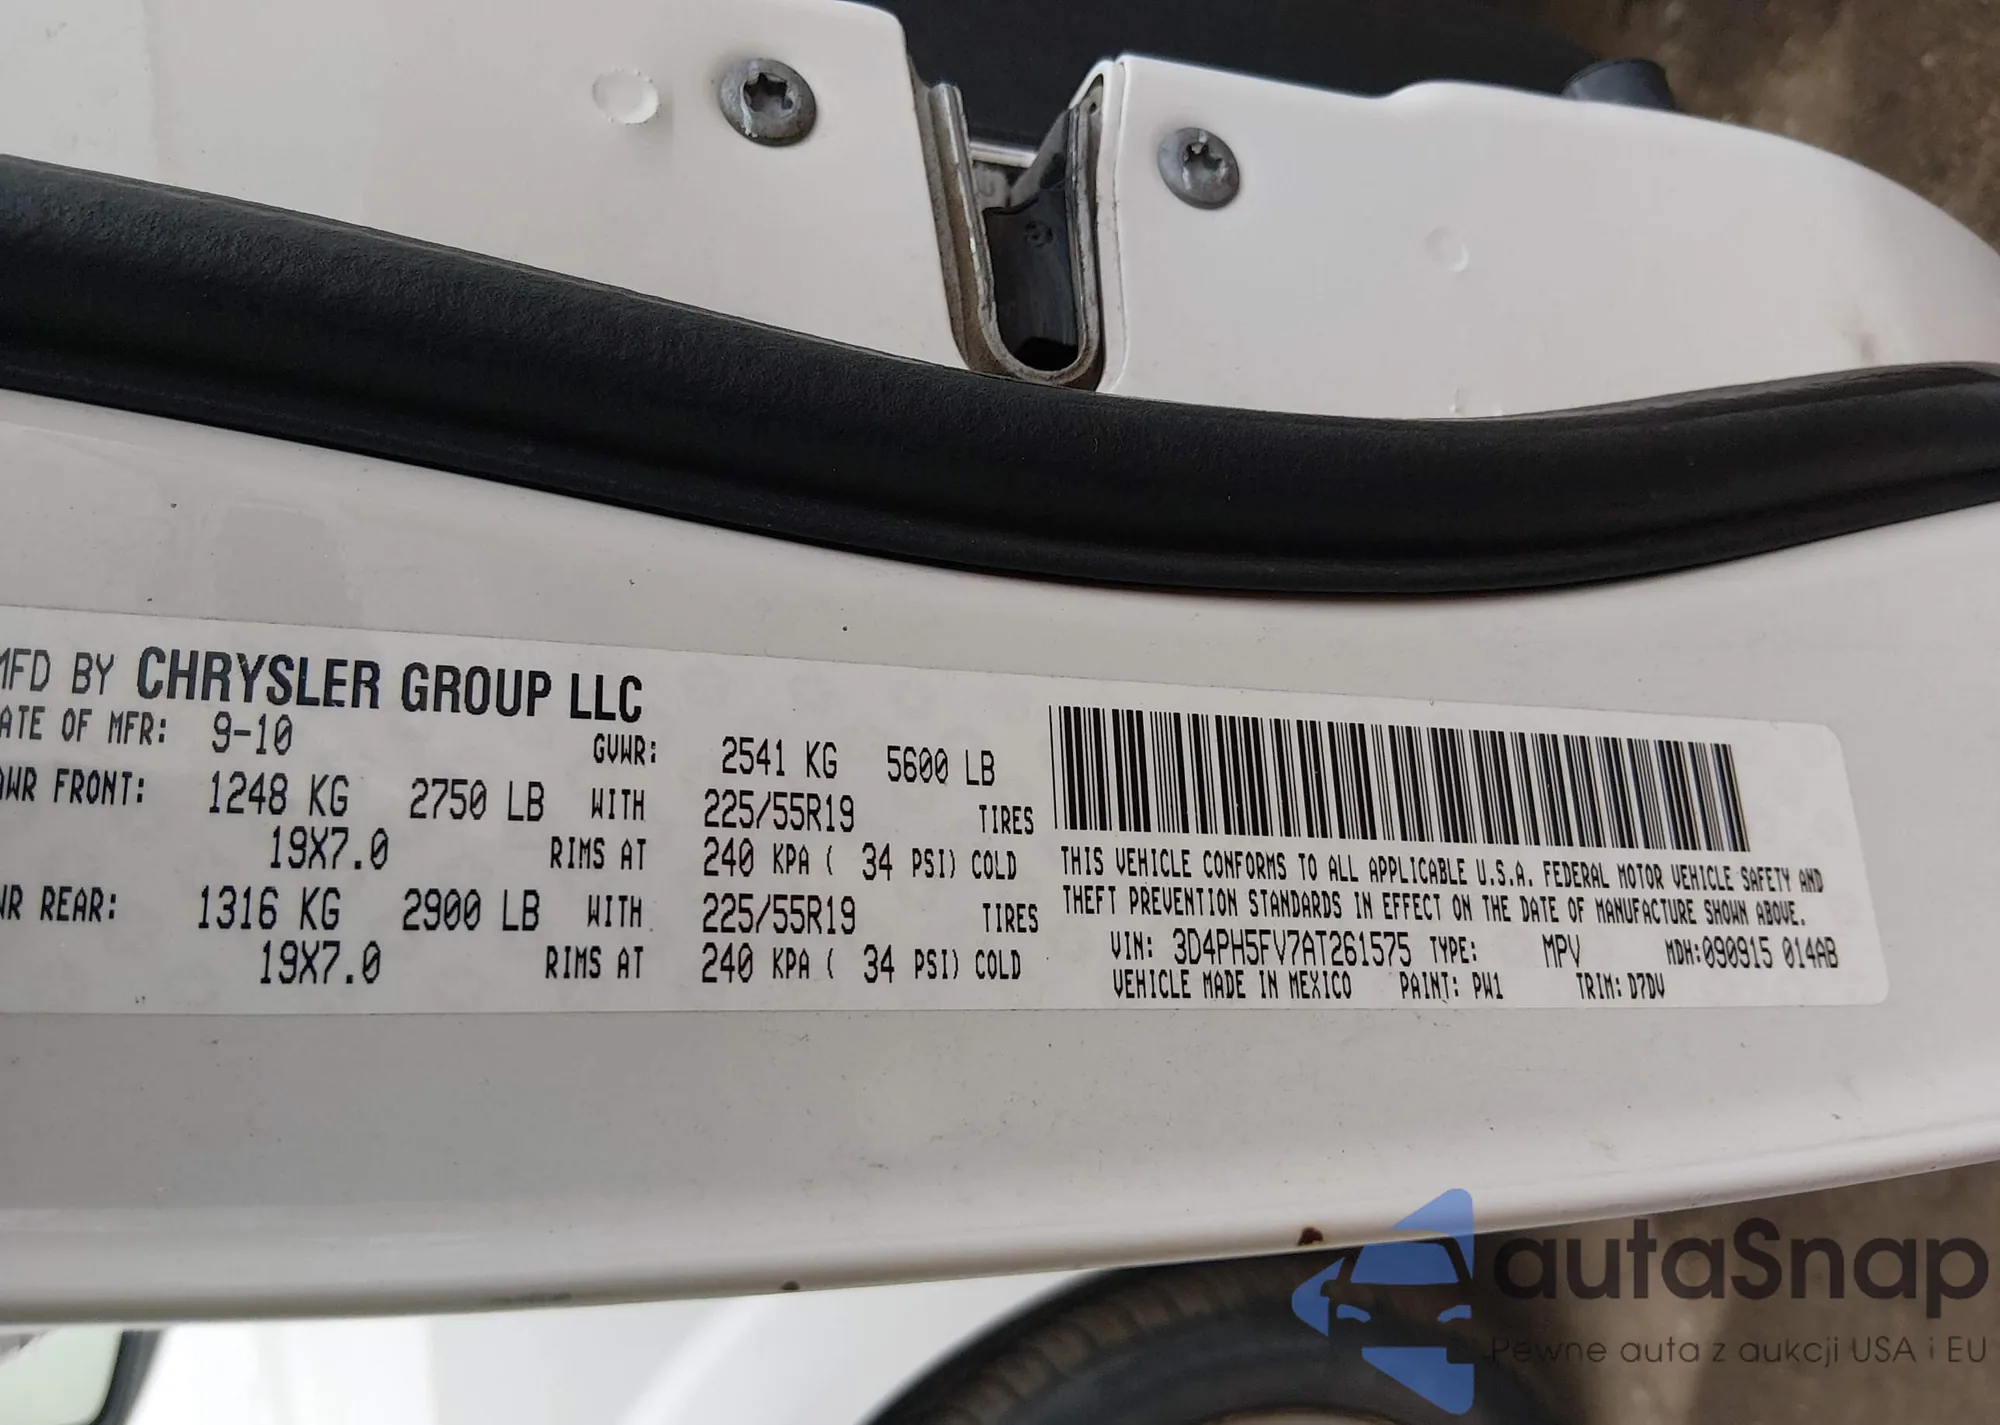 MFD BY CHRYSLER GROUP LLC
ATE OF MFR: 9-10 GVWR: 2541 KG 5600 LB
AWR FRONT: 1248 KG 2750 LB WITH 225/55R19 TIRES
19X7.0 RIMS AT 240 KPA ( 34 PSI) COLD
WR REAR: 1316 KG 2900 LB WITH 225/55R19 TIRES
19X7.0 RIMS AT 240 KPA ( 34 PSI) COLD
THIS VEHICLE CONFORMS TO ALL APPLICABLE U.S.A. FEDERAL MOTOR VEHICLE SAFETY AND
THEFT PREVENTION STANDARDS IN EFFECT ON THE DATE OF MANUFACTURE SHOWN ABOVE.
VIN: 3D4PH5FV7AT261575 TYPE: MPV MDH:090915 014AB
VEHICLE MADE IN MEXICO PAINT: PW1 TRIM: D7DV
autaSnap
Pewne auta z aukcji USA i EU